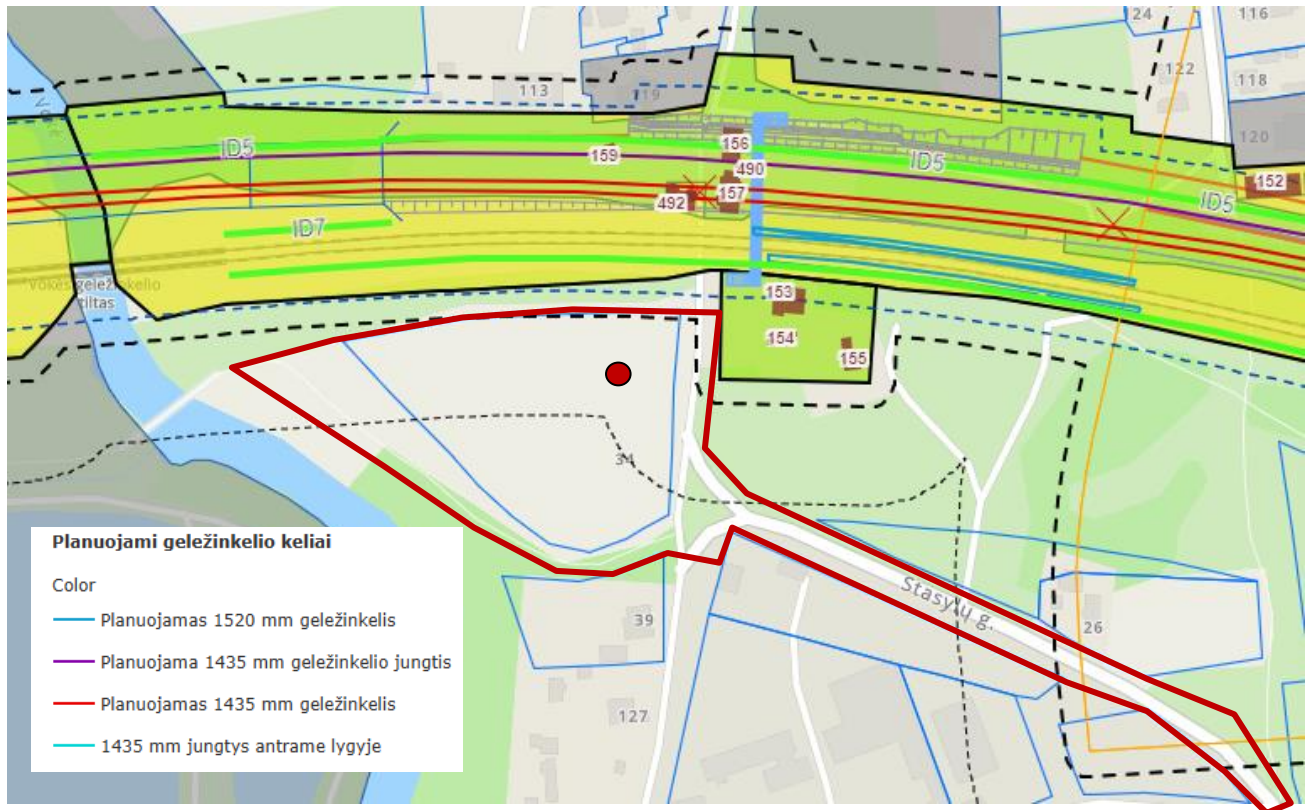 24
116
122
118
113
119
120
ID5
156
ID5
159
490
152
157
492
ID5
ID7
Vokės geležinkelio
tiltas
153
154
155
34
Planuojami geležinkelio keliai
Color
Planuojamas 1520 mm geležinkelis
Planuojama 1435 mm geležinkelio jungtis
Planuojamas 1435 mm geležinkelis
1435 mm jungtys antrame lygyje
Stasylų g.
39
26
127